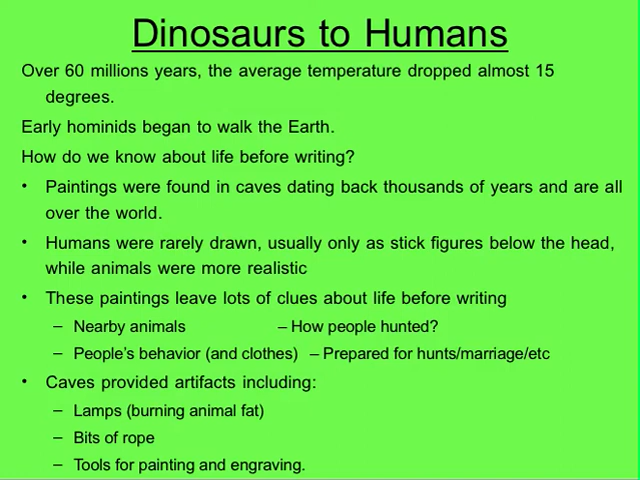 Dinosaurs to Humans
Over 60 millions years, the average temperature dropped almost 15
degrees.
Early hominids began to walk the Earth.
How do we know about life before writing?
• Paintings were found in caves dating back thousands of years and are all
over the world.
• Humans were rarely drawn, usually only as stick figures below the head,
while animals were more realistic
• These paintings leave lots of clues about life before writing
– Nearby animals – How people hunted?
– People’s behavior (and clothes) – Prepared for hunts/marriage/etc
• Caves provided artifacts including:
– Lamps (burning animal fat)
– Bits of rope
– Tools for painting and engraving.